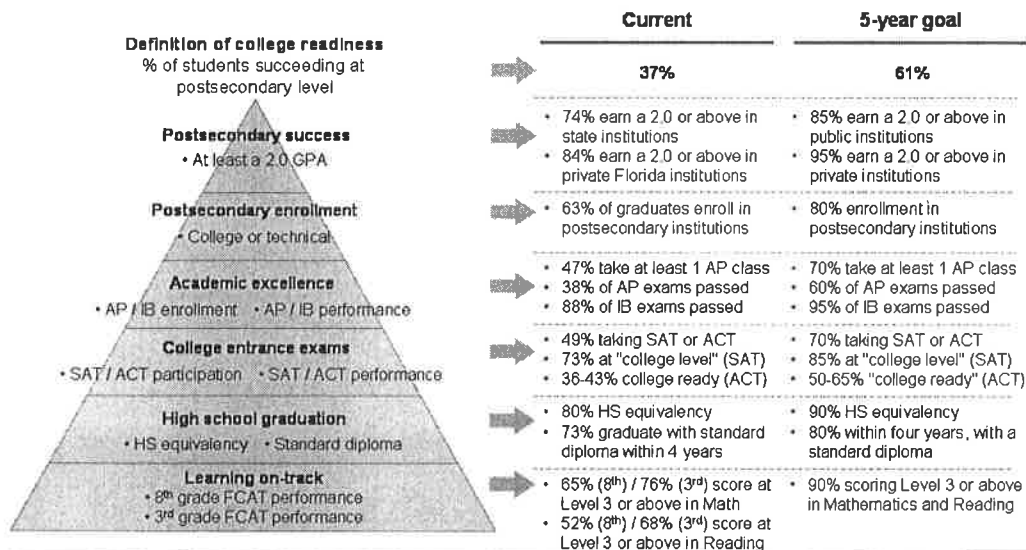 Current
5-year goal
Definition of college readiness
% of students succeeding at
postsecondary level
37%
61%
Postsecondary success
• At least a 2.0 GPA
• 74% earn a 2.0 or above in
state institutions
• 84% earn a 2.0 or above in
private Florida institutions
• 85% earn a 2.0 or above in
public institutions
• 95% earn a 2.0 or above in
private institutions
Postsecondary enrollment
• College or technical
• 63% of graduates enroll in
postsecondary institutions
• 80% enrollment in
postsecondary institutions
Academic excellence
• AP / IB enrollment • AP / IB performance
• 47% take at least 1 AP class
• 38% of AP exams passed
• 88% of IB exams passed
• 70% take at least 1 AP class
• 60% of AP exams passed
• 95% of IB exams passed
College entrance exams
• SAT / ACT participation • SAT / ACT performance
• 49% taking SAT or ACT
• 73% at "college level" (SAT)
• 36-43% college ready (ACT)
• 70% taking SAT or ACT
• 85% at "college level" (SAT)
• 50-65% "college ready" (ACT)
High school graduation
• HS equivalency • Standard diploma
• 80% HS equivalency
• 73% graduate with standard
diploma within 4 years
• 90% HS equivalency
• 80% within four years, with a
standard diploma
Learning on-track
• 8th grade FCAT performance
• 3rd grade FCAT performance
• 65% (8th) / 76% (3rd) score at
Level 3 or above in Math
• 52% (8th) / 68% (3rd) score at
Level 3 or above in Reading
• 90% scoring Level 3 or above
in Mathematics and Reading